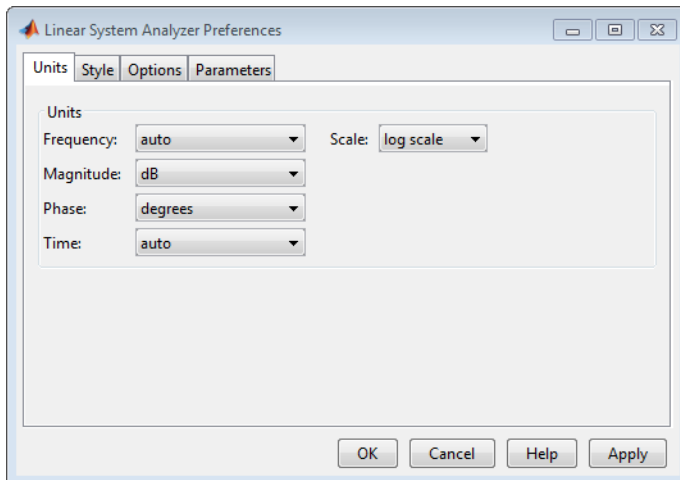 Linear System Analyzer Preferences
Units Style Options Parameters
Units
Frequency: auto Scale: log scale
Magnitude: dB
Phase: degrees
Time: auto
OK Cancel Help Apply